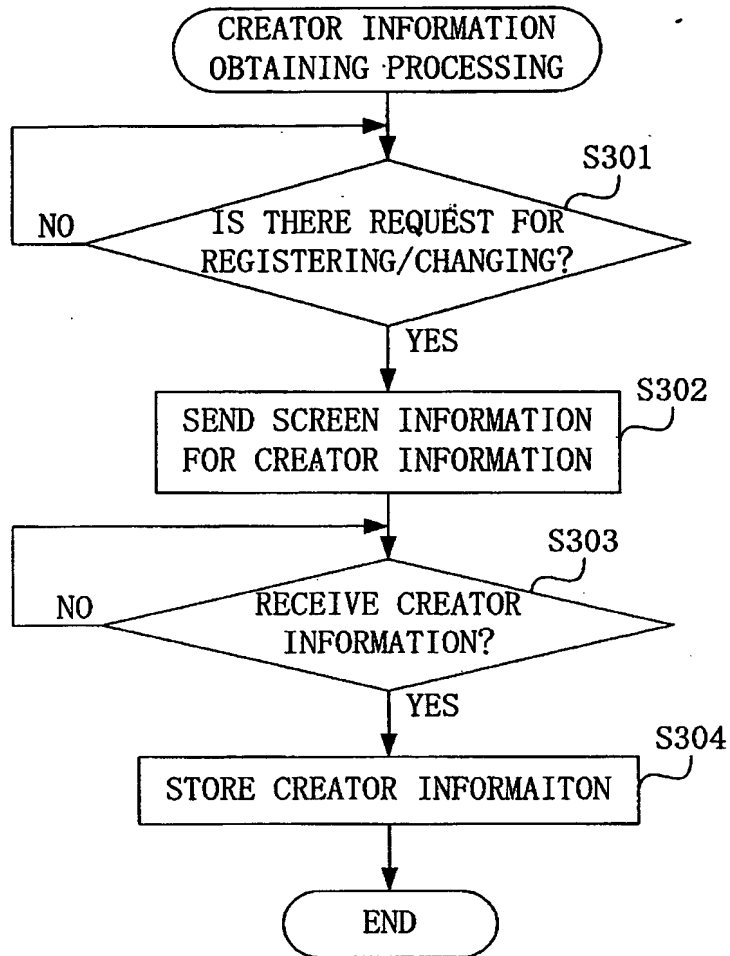 CREATOR INFORMATION
OBTAINING PROCESSING
S301
IS THERE REQUEST FOR
REGISTERING/CHANGING?
NO
YES
S302
SEND SCREEN INFORMATION
FOR CREATOR INFORMATION
S303
RECEIVE CREATOR
INFORMATION?
NO
YES
S304
STORE CREATOR INFORMAITON
END